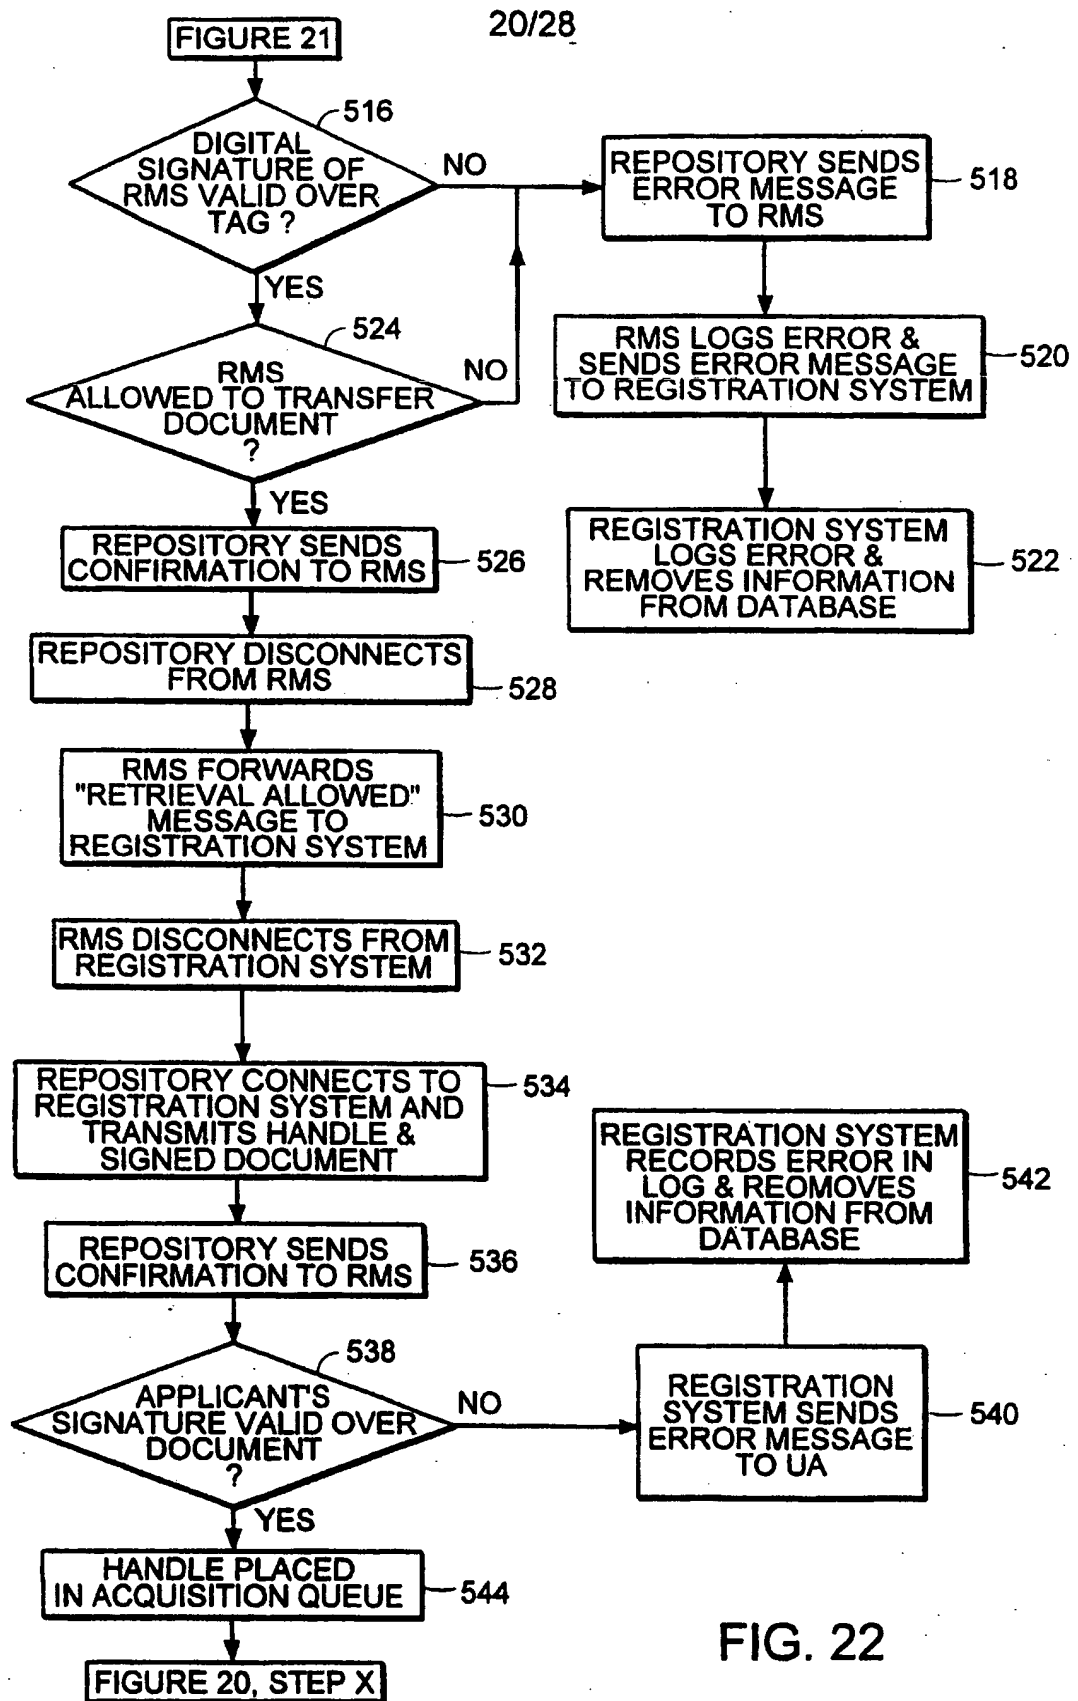 20/28
FIGURE 21
516
DIGITAL
SIGNATURE OF
RMS VALID OVER
TAG ?
NO
YES
REPOSITORY SENDS
ERROR MESSAGE
TO RMS
518
524
RMS
ALLOWED TO TRANSFER
DOCUMENT
?
NO
YES
RMS LOGS ERROR &
SENDS ERROR MESSAGE
TO REGISTRATION SYSTEM
520
REGISTRATION SYSTEM
LOGS ERROR &
REMOVES INFORMATION
FROM DATABASE
522
REPOSITORY SENDS
CONFIRMATION TO RMS
526
REPOSITORY DISCONNECTS
FROM RMS
528
RMS FORWARDS
"RETRIEVAL ALLOWED"
MESSAGE TO
REGISTRATION SYSTEM
530
RMS DISCONNECTS FROM
REGISTRATION SYSTEM
532
REPOSITORY CONNECTS TO
REGISTRATION SYSTEM AND
TRANSMITS HANDLE &
SIGNED DOCUMENT
534
REPOSITORY SENDS
CONFIRMATION TO RMS
536
538
APPLICANT'S
SIGNATURE VALID OVER
DOCUMENT
?
NO
YES
REGISTRATION SYSTEM
RECORDS ERROR IN
LOG & REOMOVES
INFORMATION FROM
DATABASE
542
REGISTRATION
SYSTEM SENDS
ERROR MESSAGE
TO UA
540
HANDLE PLACED
IN ACQUISITION QUEUE
544
FIGURE 20, STEP X
FIG. 22